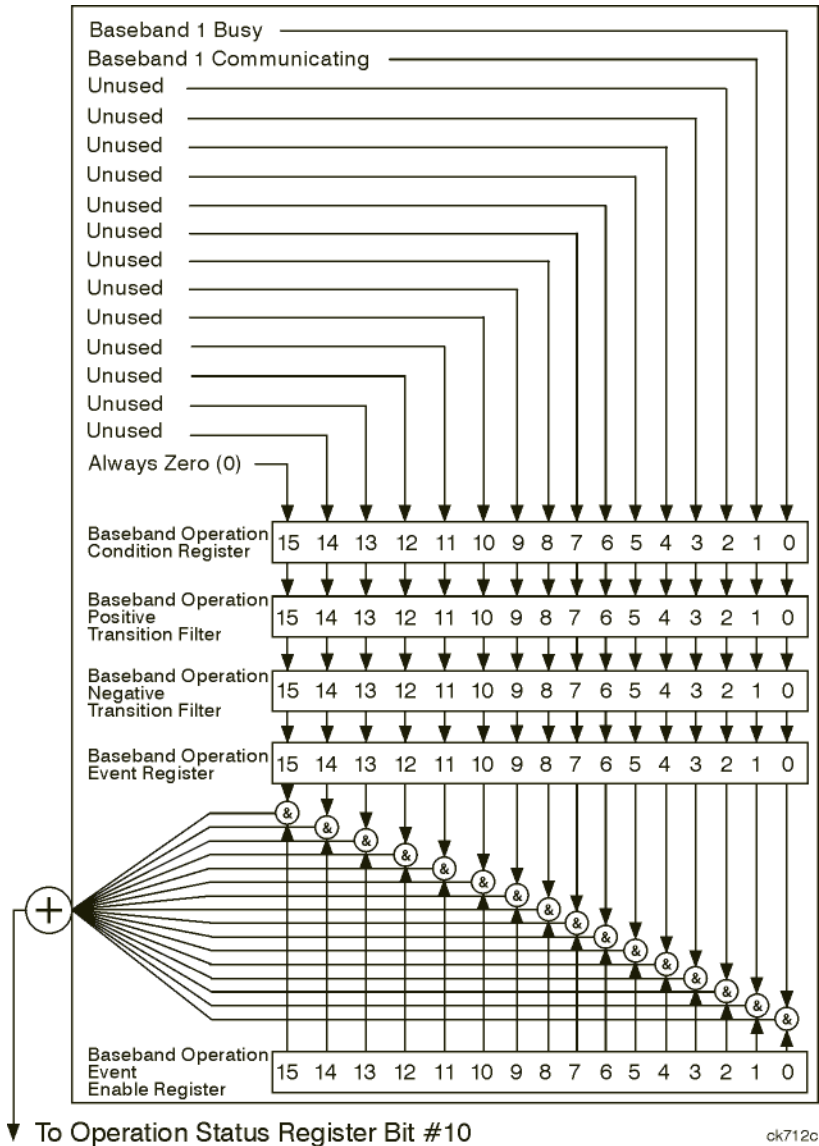 Baseband 1 Busy
Baseband 1 Communicating
Unused
Unused
Unused
Unused
Unused
Unused
Unused
Unused
Unused
Unused
Unused
Unused
Unused
Always Zero (0)
Baseband Operation
Condition Register
15 14 13 12 11 10 9 8 7 6 5 4 3 2 1 0
Baseband Operation
Positive
Transition Filter
15 14 13 12 11 10 9 8 7 6 5 4 3 2 1 0
Baseband Operation
Negative
Transition Filter
15 14 13 12 11 10 9 8 7 6 5 4 3 2 1 0
Baseband Operation
Event Register
15 14 13 12 11 10 9 8 7 6 5 4 3 2 1 0
& & & & & & & & & & & & & & & &
+
Baseband Operation
Event
Enable Register
15 14 13 12 11 10 9 8 7 6 5 4 3 2 1 0
To Operation Status Register Bit #10
ck712c